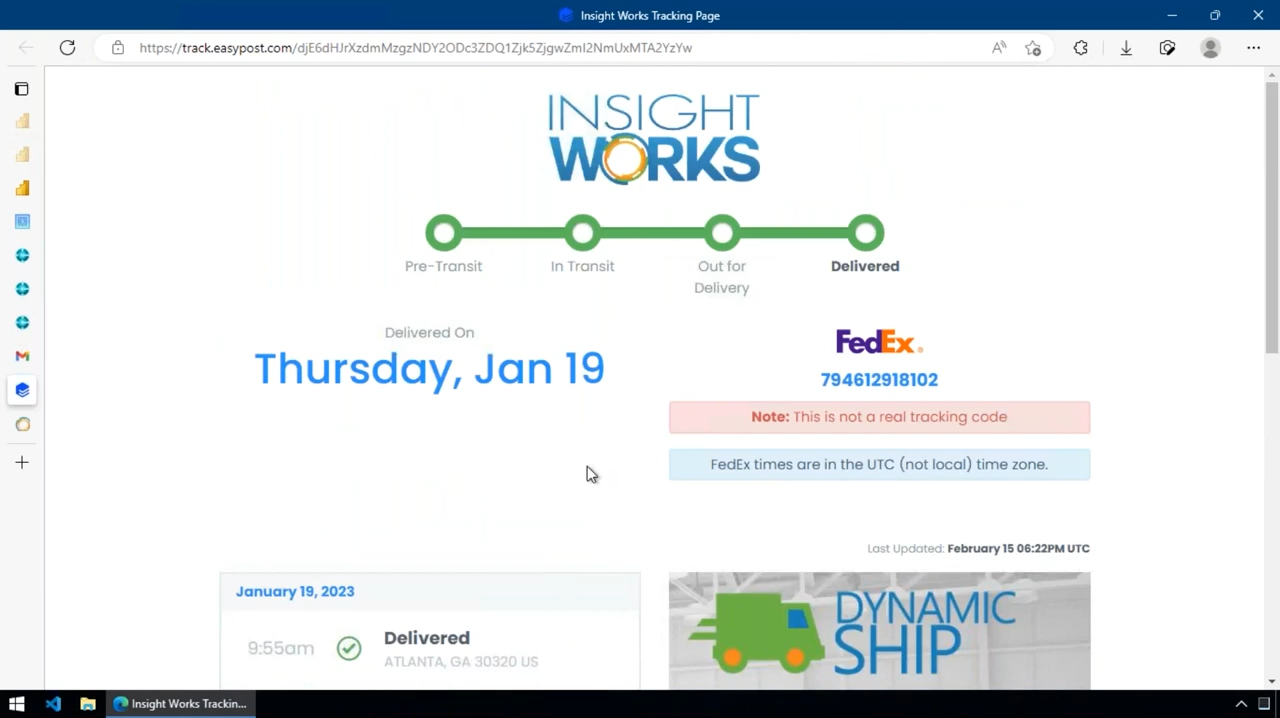 Insight Works Tracking Page
https://track.easypost.com/djE6dHJrXzdmMzgzNDY2ODc3ZDQ1Zjk5ZjgwZmI2NmUxMTA2YzYw
INSIGHT
WORKS
Pre-Transit
In Transit
Out for
Delivery
Delivered
Delivered On
Thursday, Jan 19
FedEx®
794612918102
Note: This is not a real tracking code
FedEx times are in the UTC (not local) time zone.
Last Updated: February 15 06:22PM UTC
January 19, 2023
9:55am
Delivered
ATLANTA, GA 30320 US
DYNAMIC
SHIP
Insight Works Trackin...